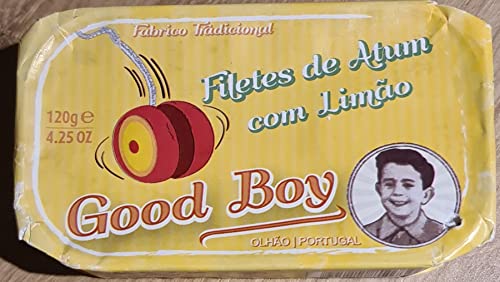 Fabrico Tradicional
Filetes de Atum
com Limão
120g e
4.25 OZ
Good Boy
OLHÃO | PORTUGAL